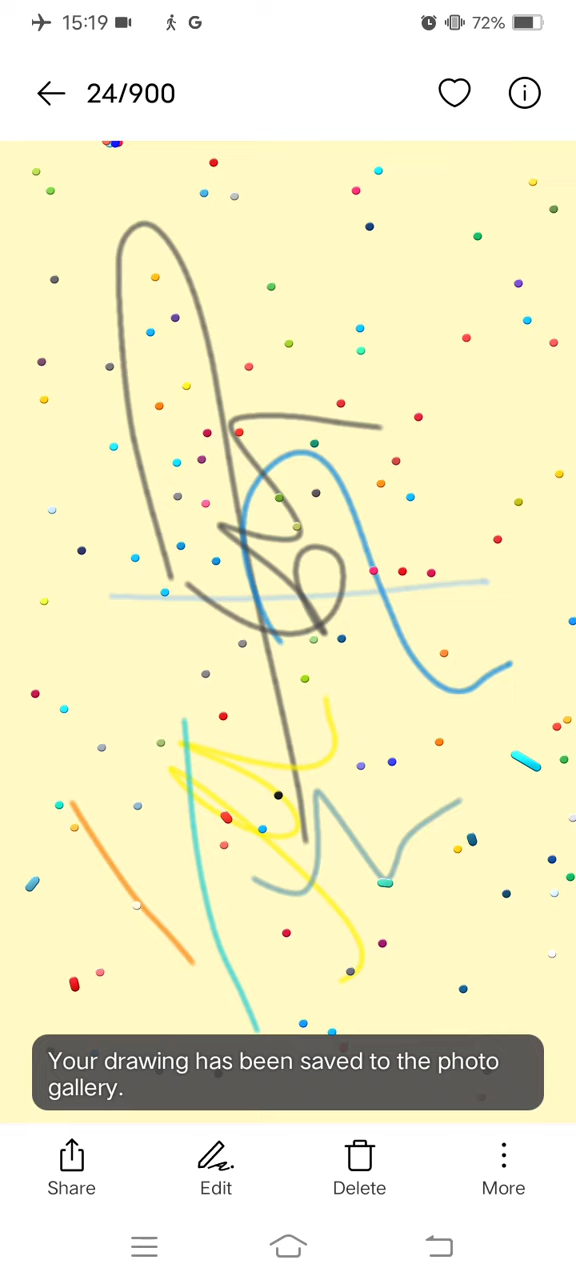 15:19 G 72%
24/900
Your drawing has been saved to the photo
gallery.
Share Edit Delete More